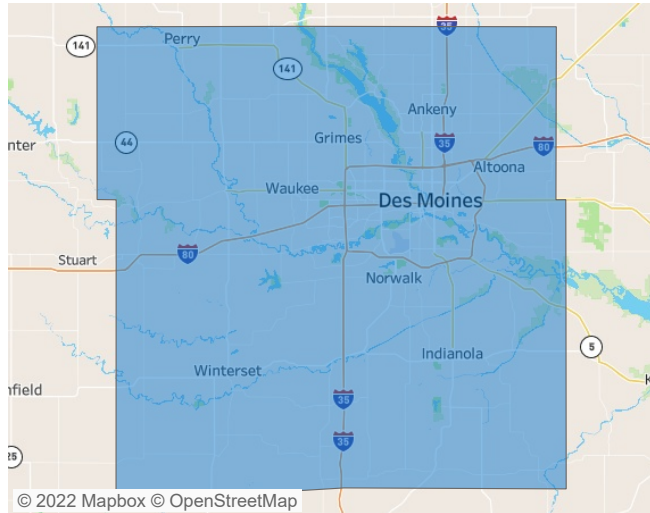 35
141
Perry
141
Ankeny
44
Grimes
35
80
nter
Altoona
Waukee
Des Moines
Stuart
80
Norwalk
Indianola
5
Winterset
K
nfield
35
35
25
© 2022 Mapbox © OpenStreetMap